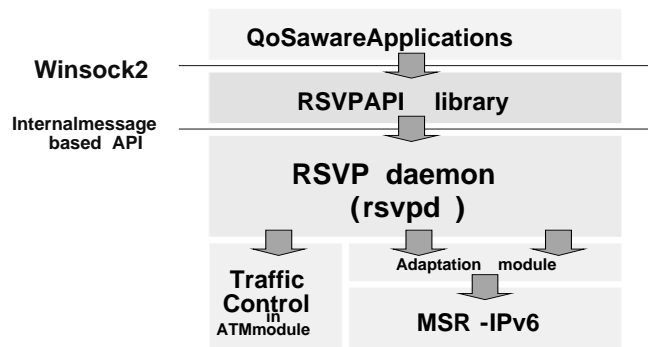 QoSawareApplications
Winsock2
RSVPAPI library
Internalmessage
based API
RSVP daemon
(rsvpd )
Traffic
Control
in
ATMmodule
Adaptation module
MSR -IPv6